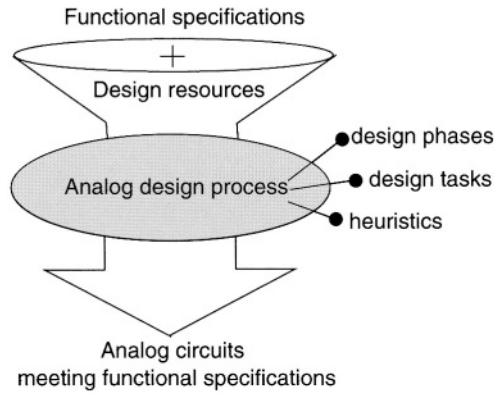 Functional specifications
+
Design resources
Analog design process
design phases
design tasks
heuristics
Analog circuits
meeting functional specifications